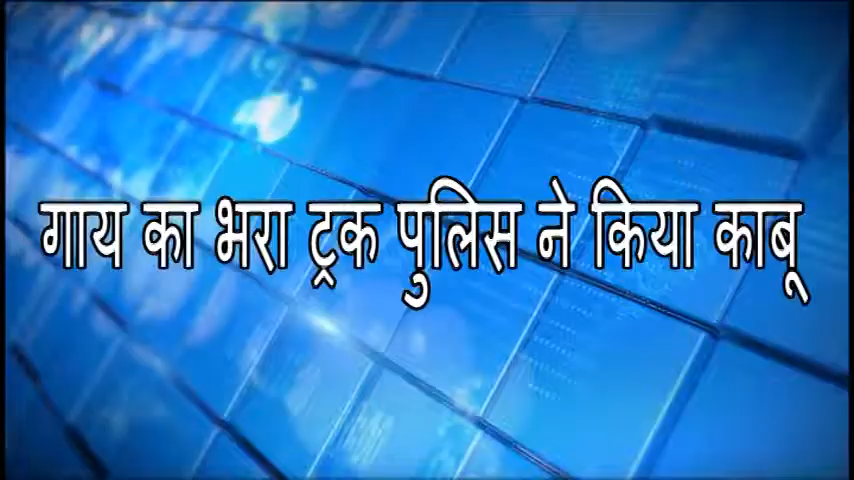 गाय का भरा ट्रक पुलिस ने किया काबू